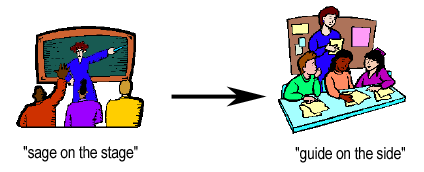 "sage on the stage"
"guide on the side"